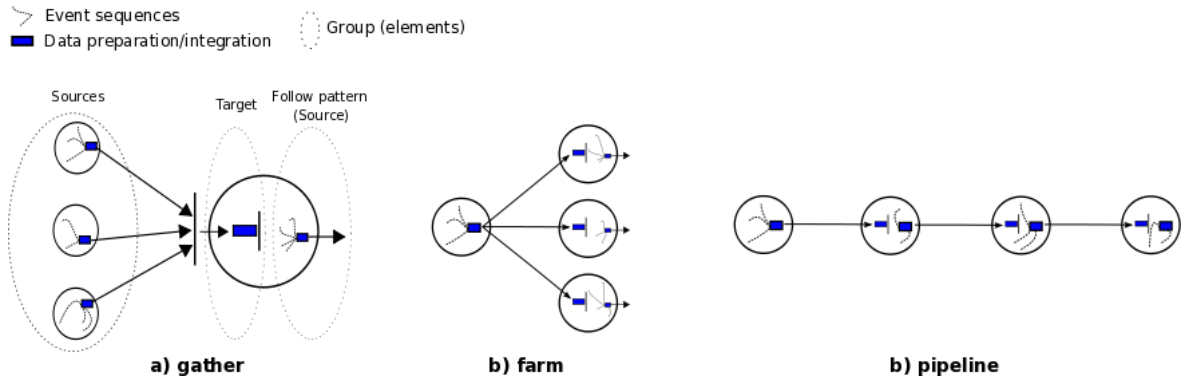 Event sequences
Data preparation/integration
Group (elements)
Sources
Target
Follow pattern
(Source)
a) gather
b) farm
b) pipeline